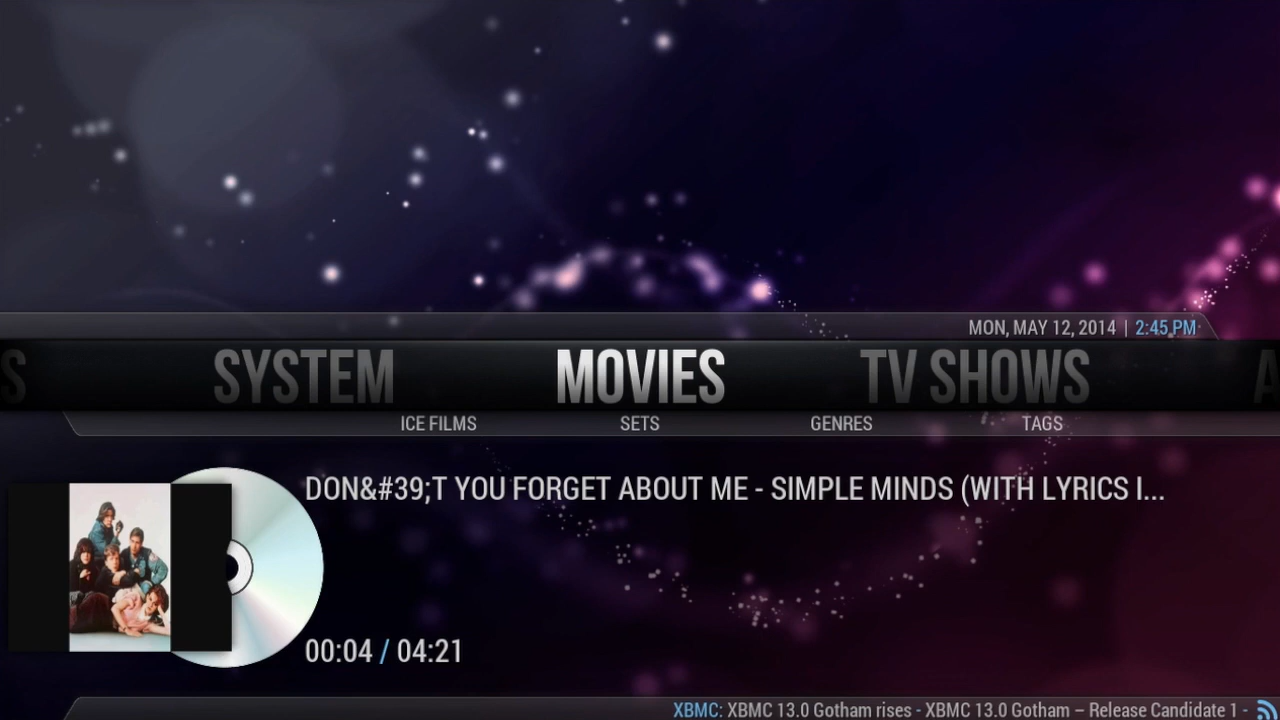 MON, MAY 12, 2014 | 2:45 PM
S SYSTEM MOVIES TV SHOWS A
ICE FILMS SETS GENRES TAGS
DON&#39;T YOU FORGET ABOUT ME - SIMPLE MINDS (WITH LYRICS I...
00:04 / 04:21
XBMC: XBMC 13.0 Gotham rises - XBMC 13.0 Gotham – Release Candidate 1 -